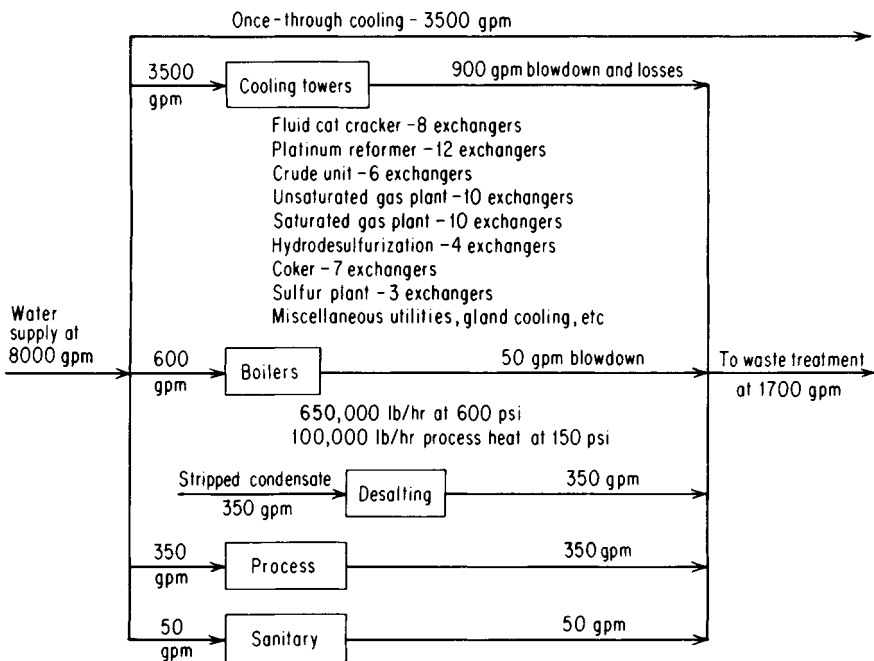 Once-through cooling - 3500 gpm
3500
gpm
Cooling towers
900 gpm blowdown and losses
Fluid cat cracker -8 exchangers
Platinum reformer -12 exchangers
Crude unit -6 exchangers
Unsaturated gas plant -10 exchangers
Saturated gas plant -10 exchangers
Hydrodesulfurization -4 exchangers
Coker -7 exchangers
Sulfur plant -3 exchangers
Miscellaneous utilities, gland cooling, etc
Water
supply at
8000 gpm
600
gpm
Boilers
50 gpm blowdown
To waste treatment
at 1700 gpm
650,000 lb/hr at 600 psi
100,000 lb/hr process heat at 150 psi
Stripped condensate
350 gpm
Desalting
350 gpm
350
gpm
Process
350 gpm
50
gpm
Sanitary
50 gpm